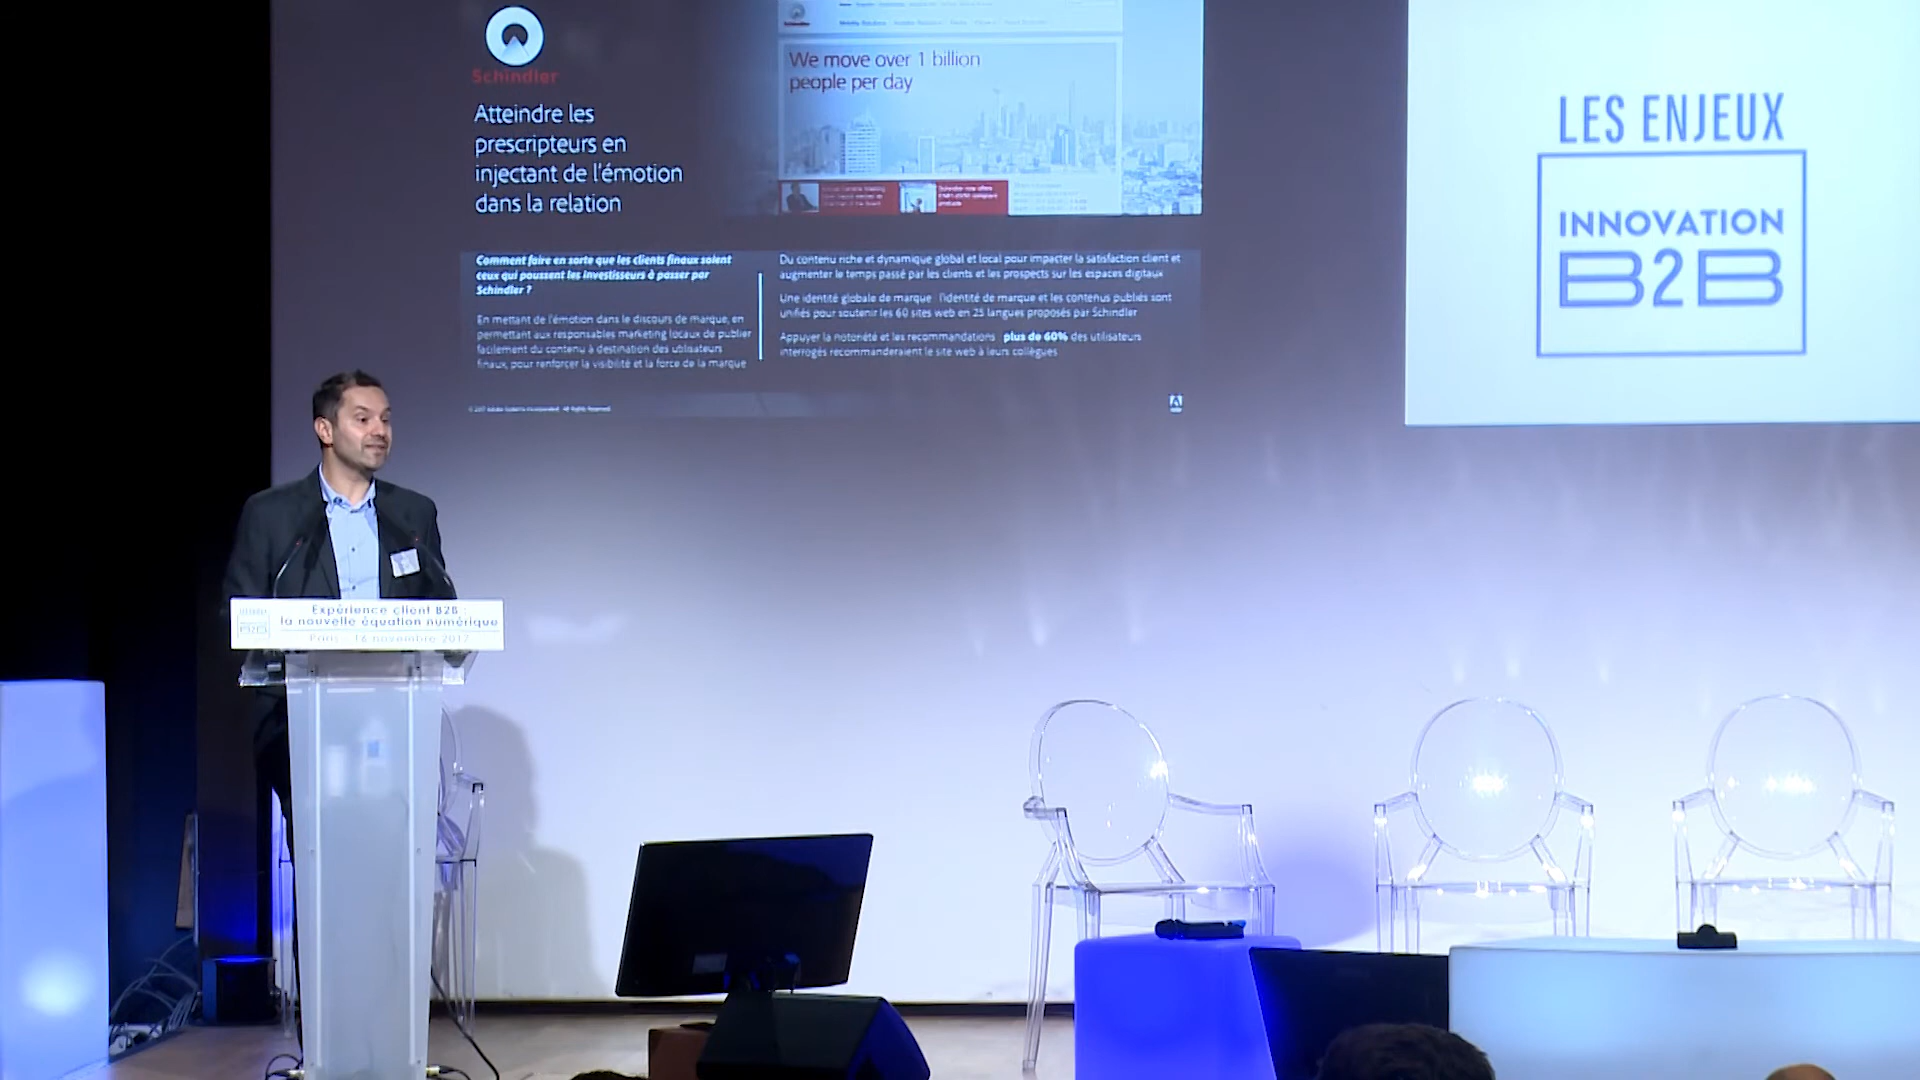 Schindler
Atteindre les
prescripteurs en
injectant de l'émotion
dans la relation
We move over 1 billion
people per day
Comment faire en sorte que les clients finaux soient
ceux qui poussent les investisseurs à passer par
Schindler ?
En mettant de l'émotion dans le discours de marque, en
permettant aux responsables marketing locaux de publier
facilement du contenu à destination des utilisateurs
finaux, pour renforcer la visibilité et la force de la marque
Du contenu riche et dynamique global et local pour impacter la satisfaction client et
augmenter le temps passé par les clients et les prospects sur les espaces digitaux
Une identité globale de marque l'identité de marque et les contenus publiés sont
unifiés pour soutenir les 60 sites web en 25 langues proposés par Schindler
Appuyer la notoriété et les recommandations plus de 60% des utilisateurs
interrogés recommanderaient le site web à leurs collègues
© 2017 Adobe Systems Incorporated. All Rights Reserved.
LES ENJEUX
INNOVATION
B2B
Expérience client B2B :
la nouvelle équation numérique
Paris - 16 novembre 2017
B2B